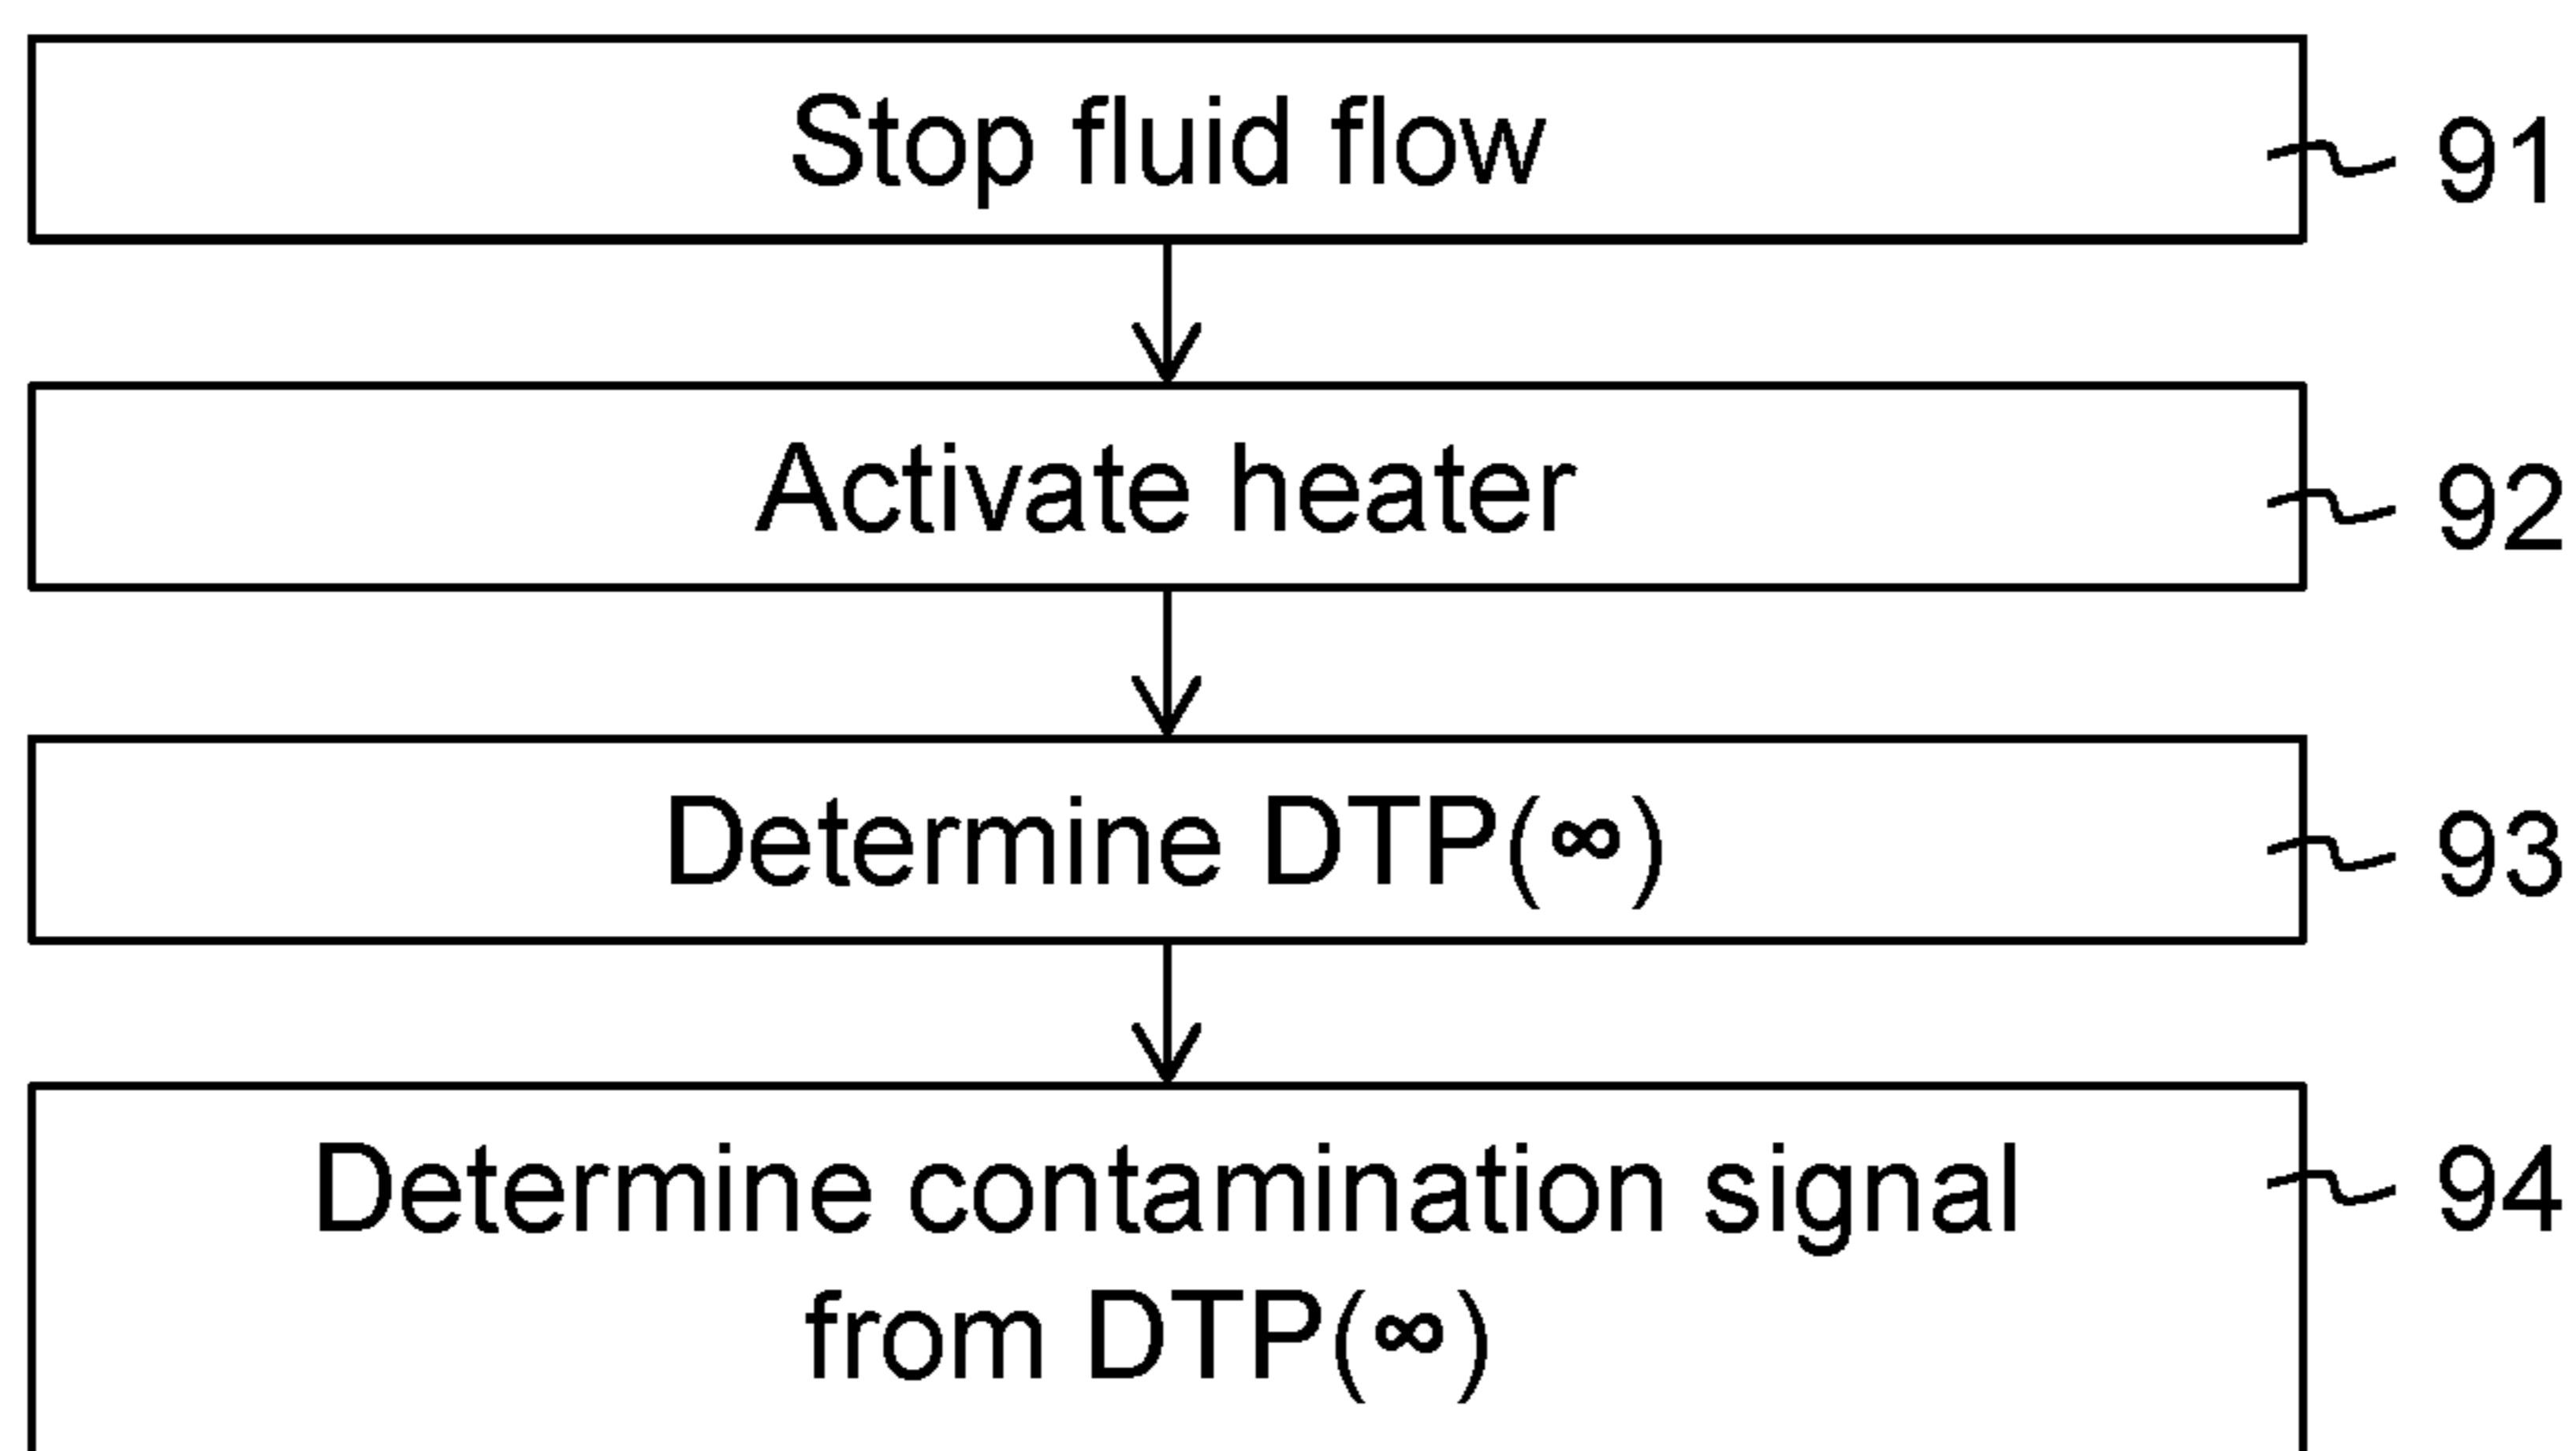 Stop fluid flow 91
Activate heater 92
Determine DTP(∞) 93
Determine contamination signal 94
from DTP(∞)